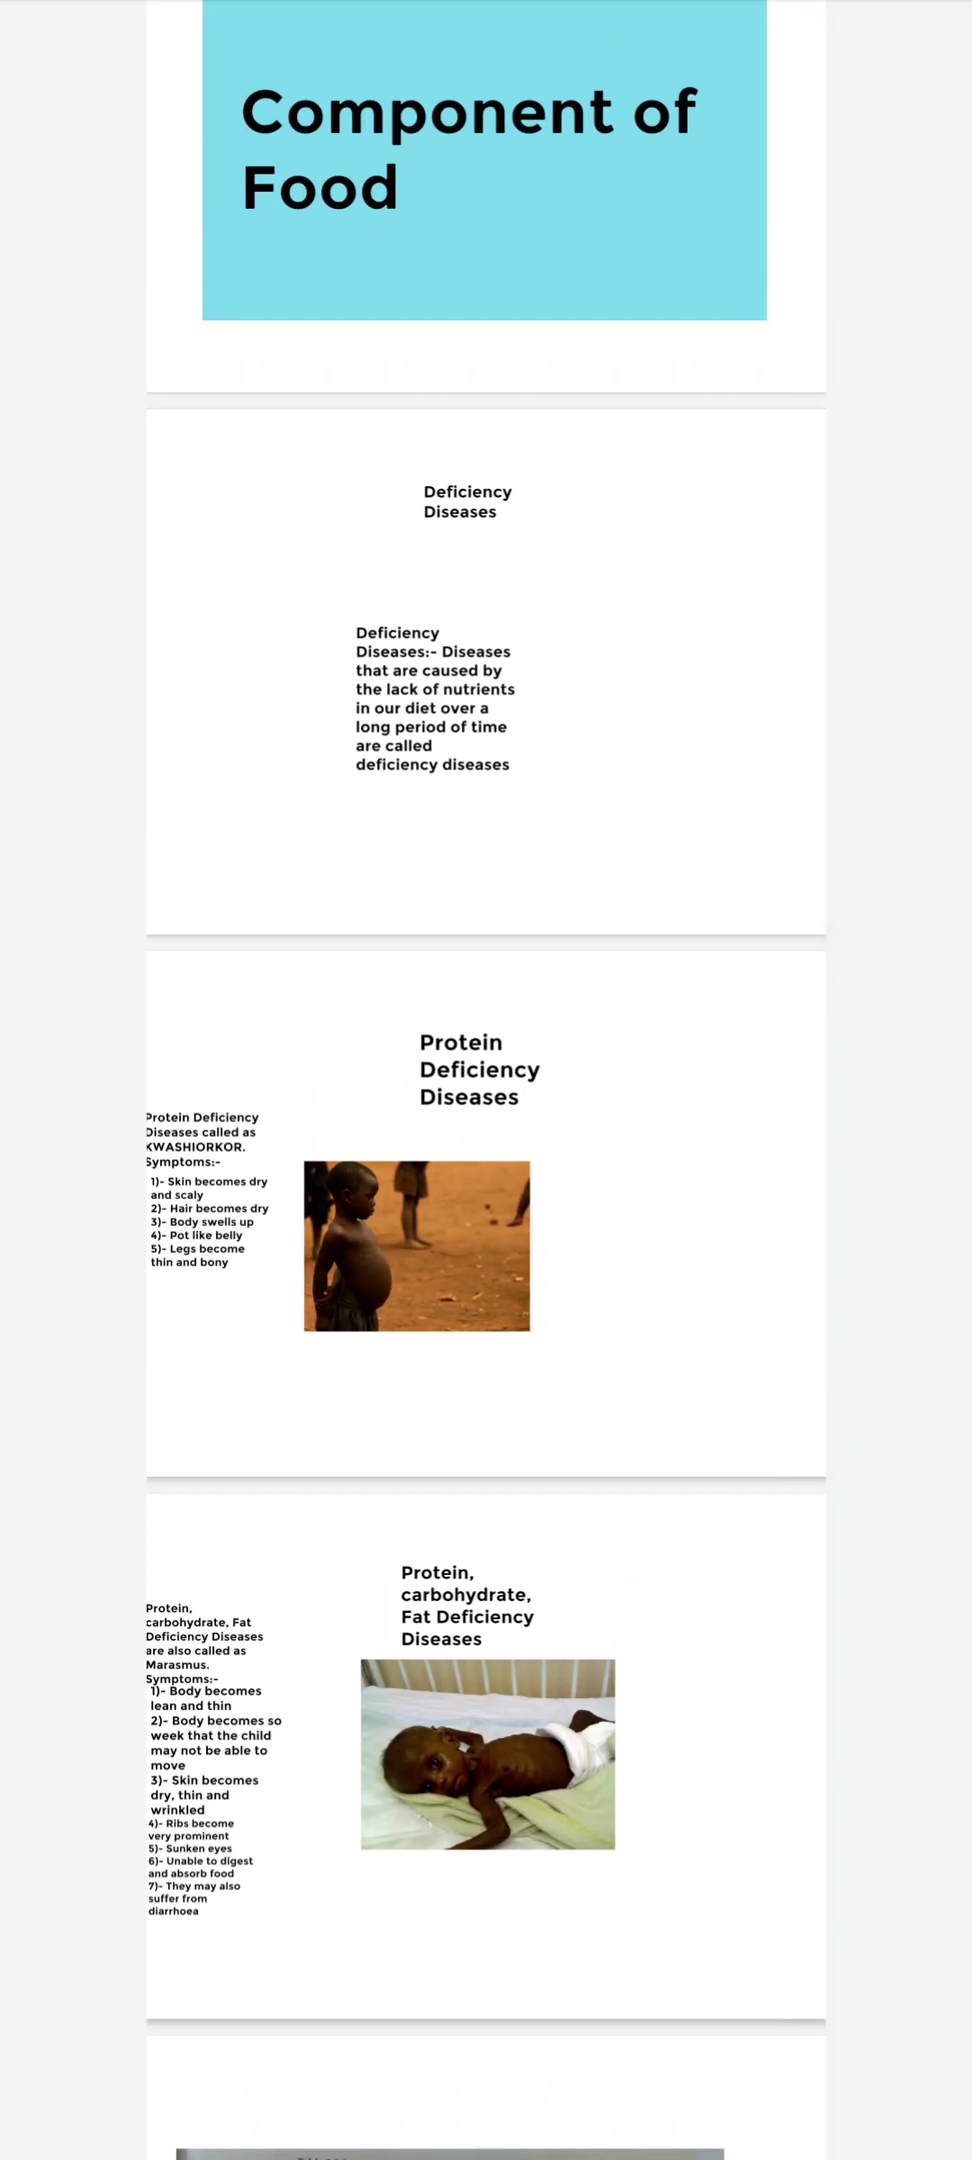 Component of
Food
Deficiency
Diseases
Deficiency
Diseases:- Diseases
that are caused by
the lack of nutrients
in our diet over a
long period of time
are called
deficiency diseases
Protein
Deficiency
Diseases
Protein Deficiency
Diseases called as
KWASHIORKOR.
Symptoms:-
1)- Skin becomes dry
and scaly
2)- Hair becomes dry
3)- Body swells up
4)- Pot like belly
5)- Legs become
thin and bony
Protein,
carbohydrate,
Fat Deficiency
Diseases
Protein,
carbohydrate, Fat
Deficiency Diseases
are also called as
Marasmus.
Symptoms:-
1)- Body becomes
lean and thin
2)- Body becomes so
week that the child
may not be able to
move
3)- Skin becomes
dry, thin and
wrinkled
4)- Ribs become
very prominent
5)- Sunken eyes
6)- Unable to digest
and absorb food
7)- They may also
suffer from
diarrhoea